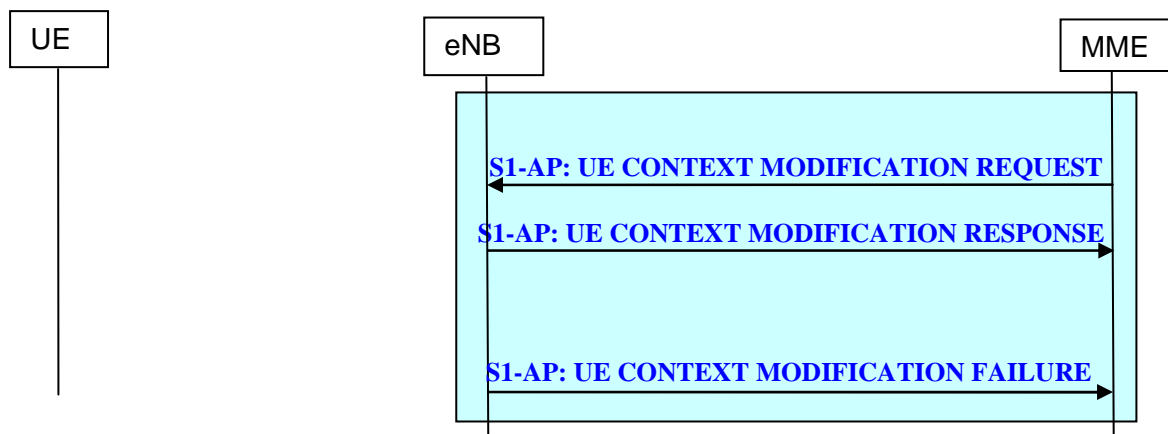 UE
eNB
MME
S1-AP: UE CONTEXT MODIFICATION REQUEST
S1-AP: UE CONTEXT MODIFICATION RESPONSE
S1-AP: UE CONTEXT MODIFICATION FAILURE